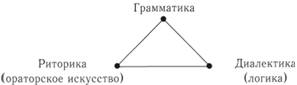 Грамматика
Риторика
(ораторское искусство)
Диалектика
(логика)